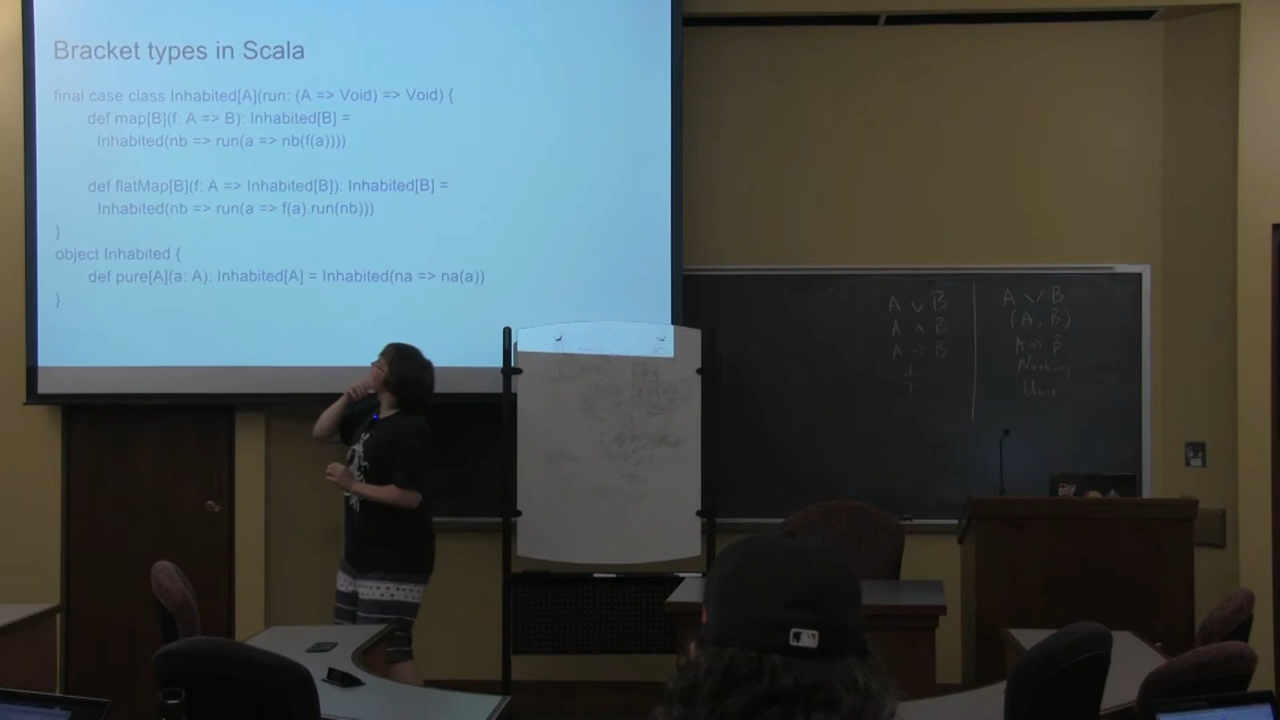 Bracket types in Scala
final case class Inhabited[A](run: (A => Void) => Void) {
def map[B](f: A => B): Inhabited[B] =
Inhabited(nb => run(a => nb(f(a))))
def flatMap[B](f: A => Inhabited[B]): Inhabited[B] =
Inhabited(nb => run(a => f(a).run(nb)))
}
object Inhabited {
def pure[A](a: A): Inhabited[A] = Inhabited(na => na(a))
}
A ∨ B
A ∧ B
A → B
⊥
⊤
A \/ B
(A, B)
A => B
Nothing
Unit